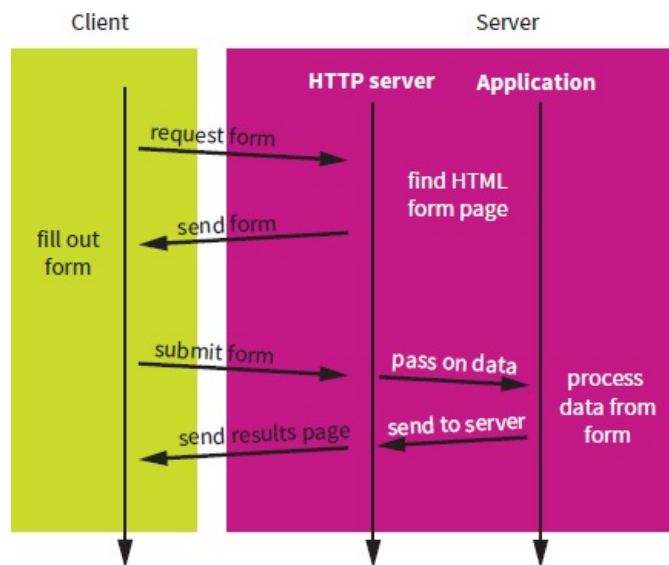 Client
Server
HTTP server
Application
request form
find HTML
form page
send form
fill out
form
submit form
pass on data
process
data from
form
send to server
send results page